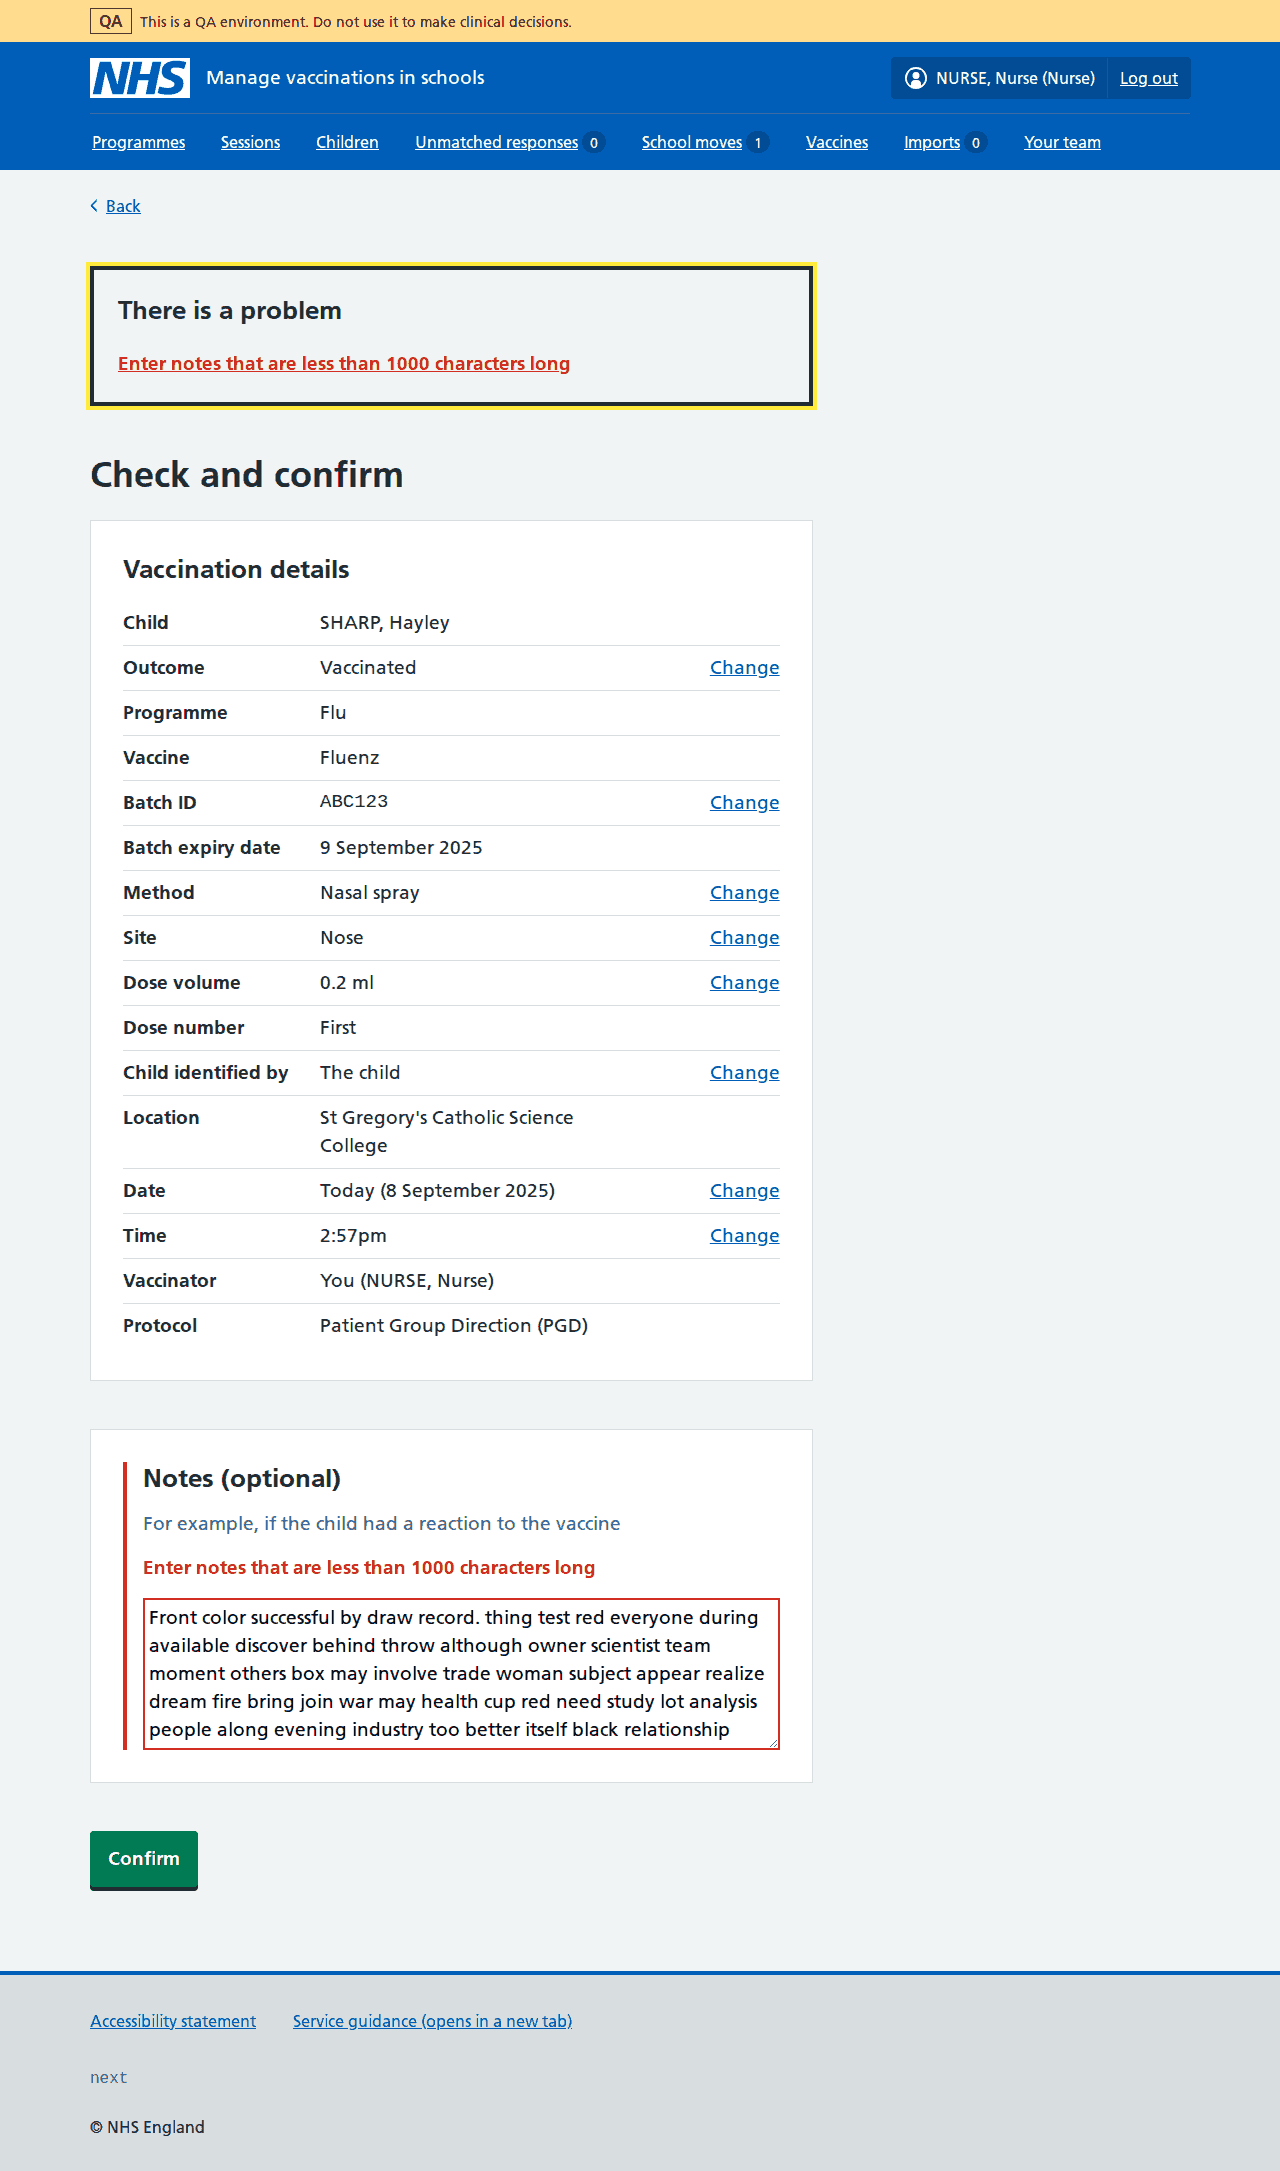 QA This is a QA environment. Do not use it to make clinical decisions.
NHS Manage vaccinations in schools NURSE, Nurse (Nurse) Log out
Programmes Sessions Children Unmatched responses 0 School moves 1 Vaccines Imports 0 Your team
Back
There is a problem
Enter notes that are less than 1000 characters long
Check and confirm
Vaccination details
Child SHARP, Hayley
Outcome Vaccinated Change
Programme Flu
Vaccine Fluenz
Batch ID ABC123 Change
Batch expiry date 9 September 2025
Method Nasal spray Change
Site Nose Change
Dose volume 0.2 ml Change
Dose number First
Child identified by The child Change
Location St Gregory's Catholic Science
College
Date Today (8 September 2025) Change
Time 2:57pm Change
Vaccinator You (NURSE, Nurse)
Protocol Patient Group Direction (PGD)
Notes (optional)
For example, if the child had a reaction to the vaccine
Enter notes that are less than 1000 characters long
Front color successful by draw record. thing test red everyone during
available discover behind throw although owner scientist team
moment others box may involve trade woman subject appear realize
dream fire bring join war may health cup red need study lot analysis
people along evening industry too better itself black relationship
Confirm
Accessibility statement Service guidance (opens in a new tab)
next
© NHS England